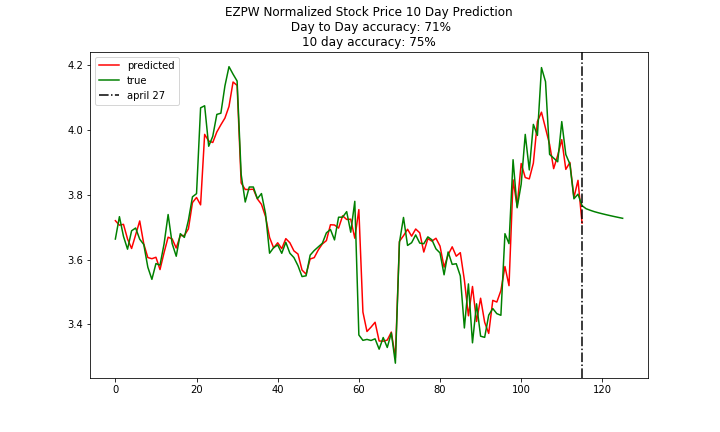 EZPW Normalized Stock Price 10 Day Prediction
Day to Day accuracy: 71%
10 day accuracy: 75%
predicted
true
april 27
4.2
4.0
3.8
3.6
3.4
0 20 40 60 80 100 120